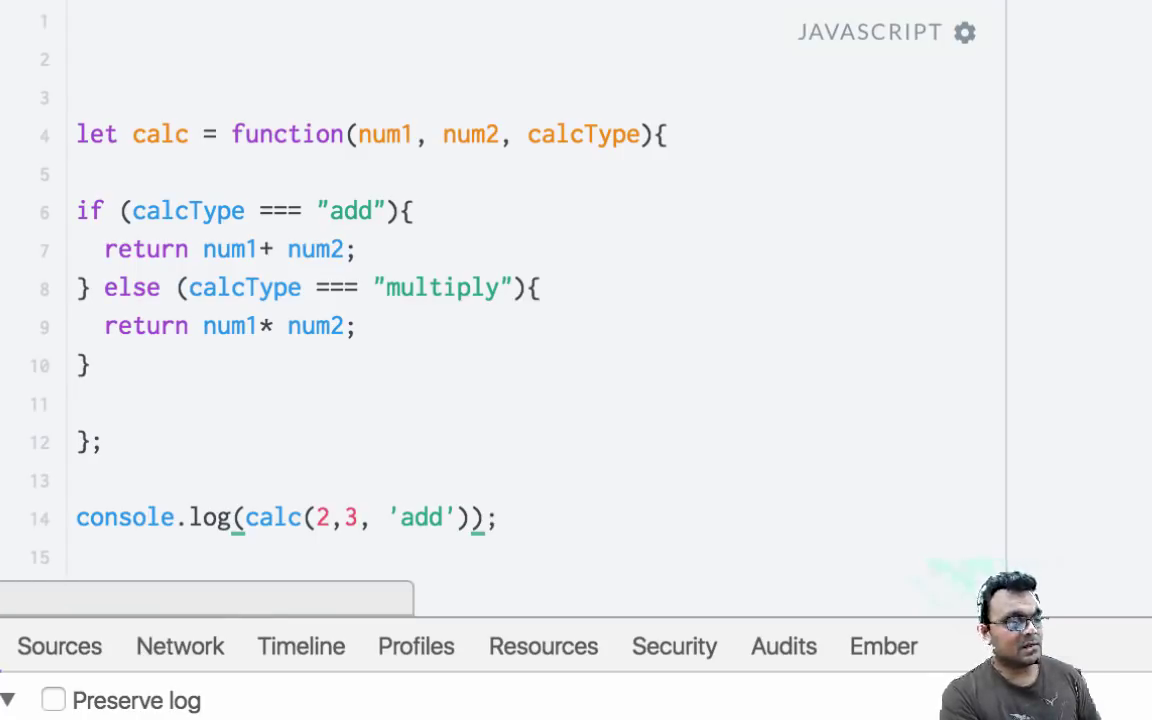 JAVASCRIPT
1
2
3
4 let calc = function(num1, num2, calcType){
5
6 if (calcType === "add"){
7 return num1+ num2;
8 } else (calcType === "multiply"){
9 return num1* num2;
10 }
11
12 };
13
14 console.log(calc(2,3, 'add'));
15
Sources Network Timeline Profiles Resources Security Audits Ember
Preserve log